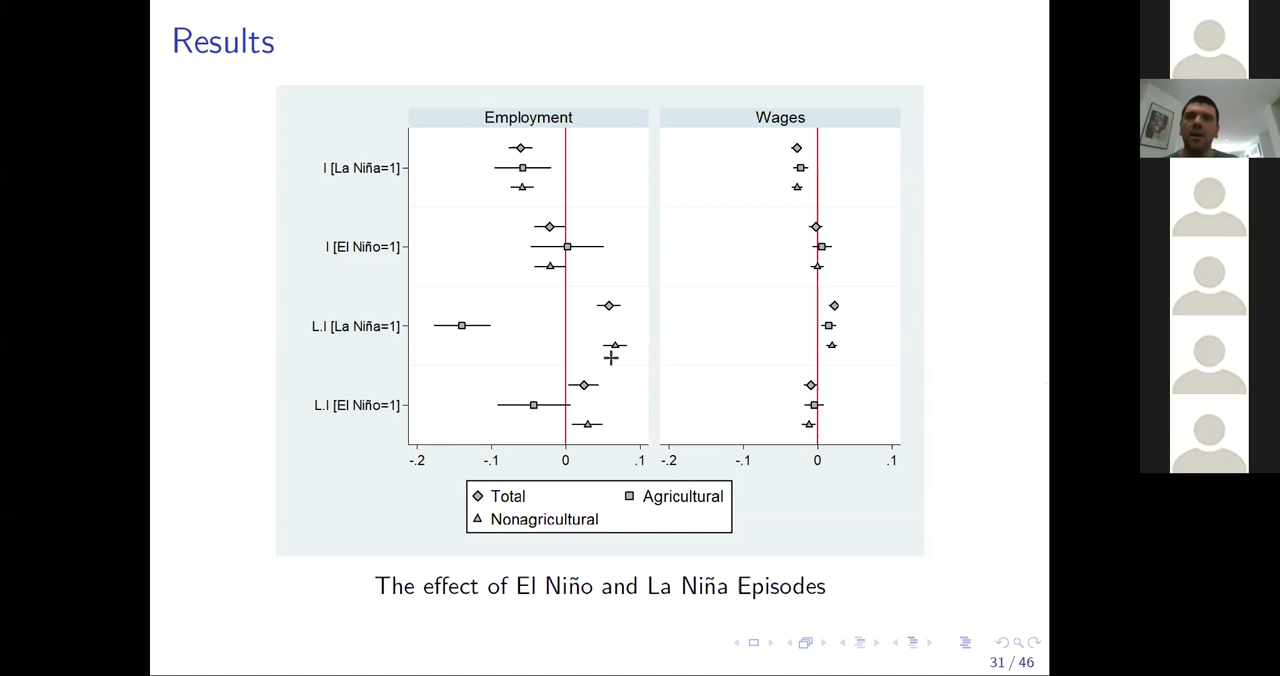 Results
Employment
Wages
I [La Niña=1]
I [El Niño=1]
L.I [La Niña=1]
L.I [El Niño=1]
-.2 -.1 0 .1
-.2 -.1 0 .1
Total Agricultural
Nonagricultural
The effect of El Niño and La Niña Episodes
31 / 46